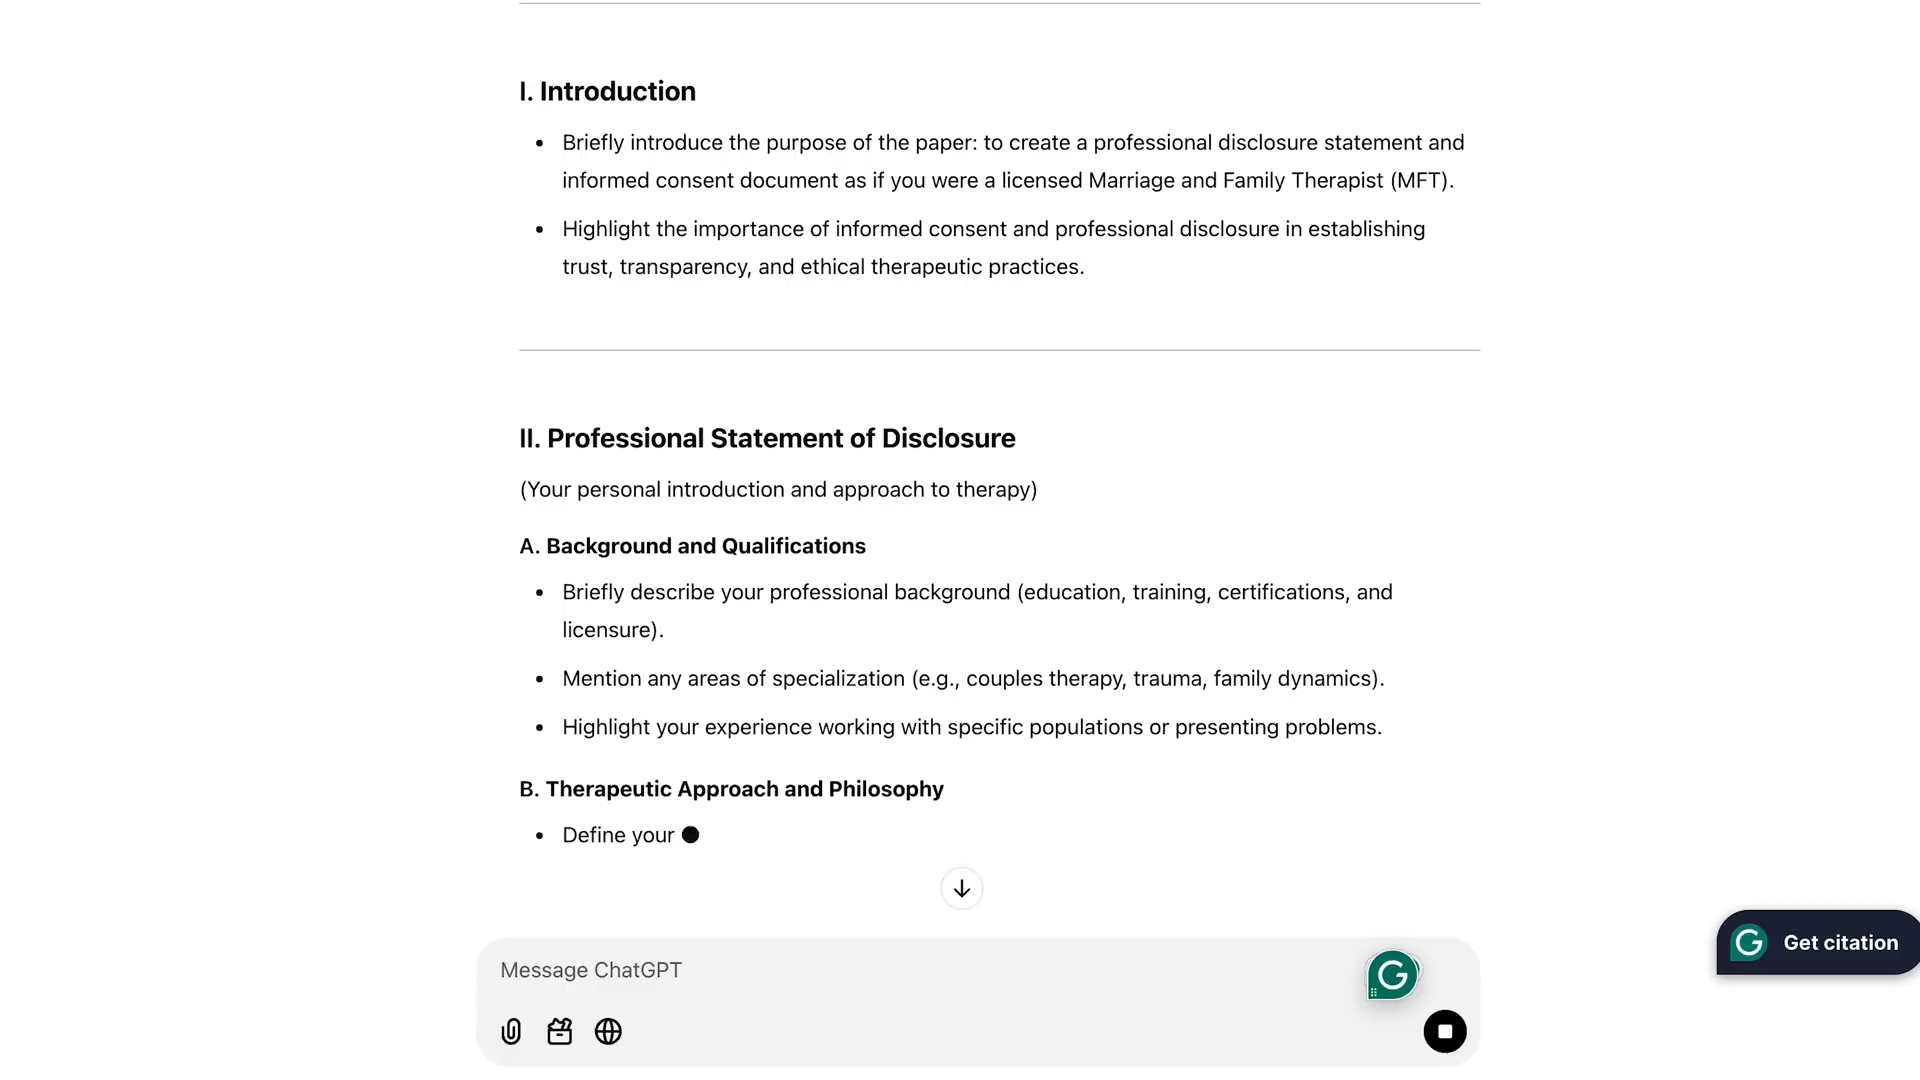 I. Introduction
• Briefly introduce the purpose of the paper: to create a professional disclosure statement and
informed consent document as if you were a licensed Marriage and Family Therapist (MFT).
• Highlight the importance of informed consent and professional disclosure in establishing
trust, transparency, and ethical therapeutic practices.
II. Professional Statement of Disclosure
(Your personal introduction and approach to therapy)
A. Background and Qualifications
• Briefly describe your professional background (education, training, certifications, and
licensure).
• Mention any areas of specialization (e.g., couples therapy, trauma, family dynamics).
• Highlight your experience working with specific populations or presenting problems.
B. Therapeutic Approach and Philosophy
• Define your
Get citation
Message ChatGPT